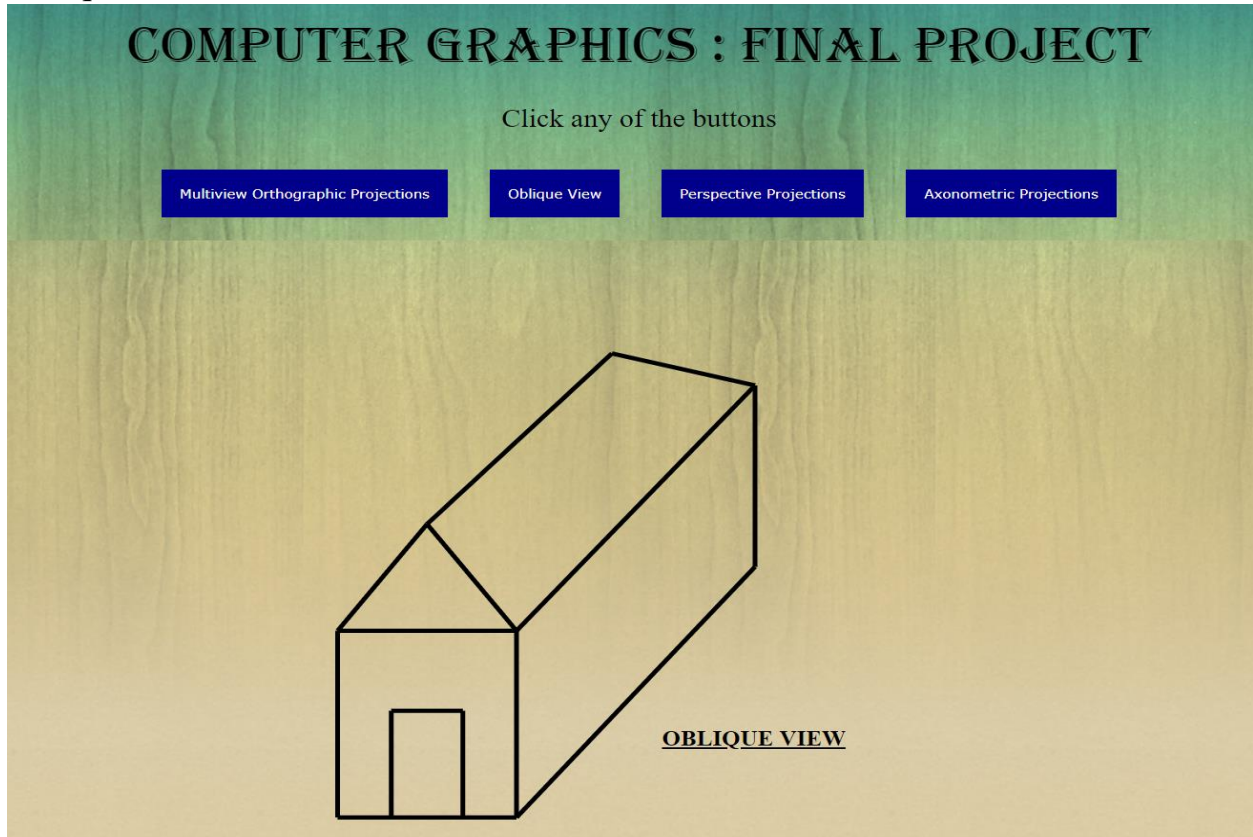 COMPUTER GRAPHICS : FINAL PROJECT
Click any of the buttons
Multiview Orthographic Projections
Oblique View
Perspective Projections
Axonometric Projections
OBLIQUE VIEW